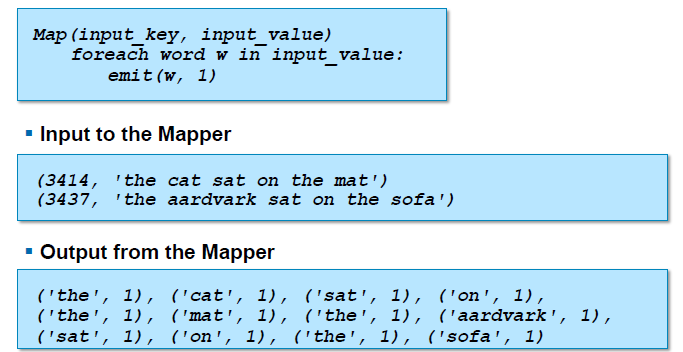 Map(input_key, input_value)
foreach word w in input_value:
emit(w, 1)
▪ Input to the Mapper
(3414, 'the cat sat on the mat')
(3437, 'the aardvark sat on the sofa')
▪ Output from the Mapper
('the', 1), ('cat', 1), ('sat', 1), ('on', 1),
('the', 1), ('mat', 1), ('the', 1), ('aardvark', 1),
('sat', 1), ('on', 1), ('the', 1), ('sofa', 1)